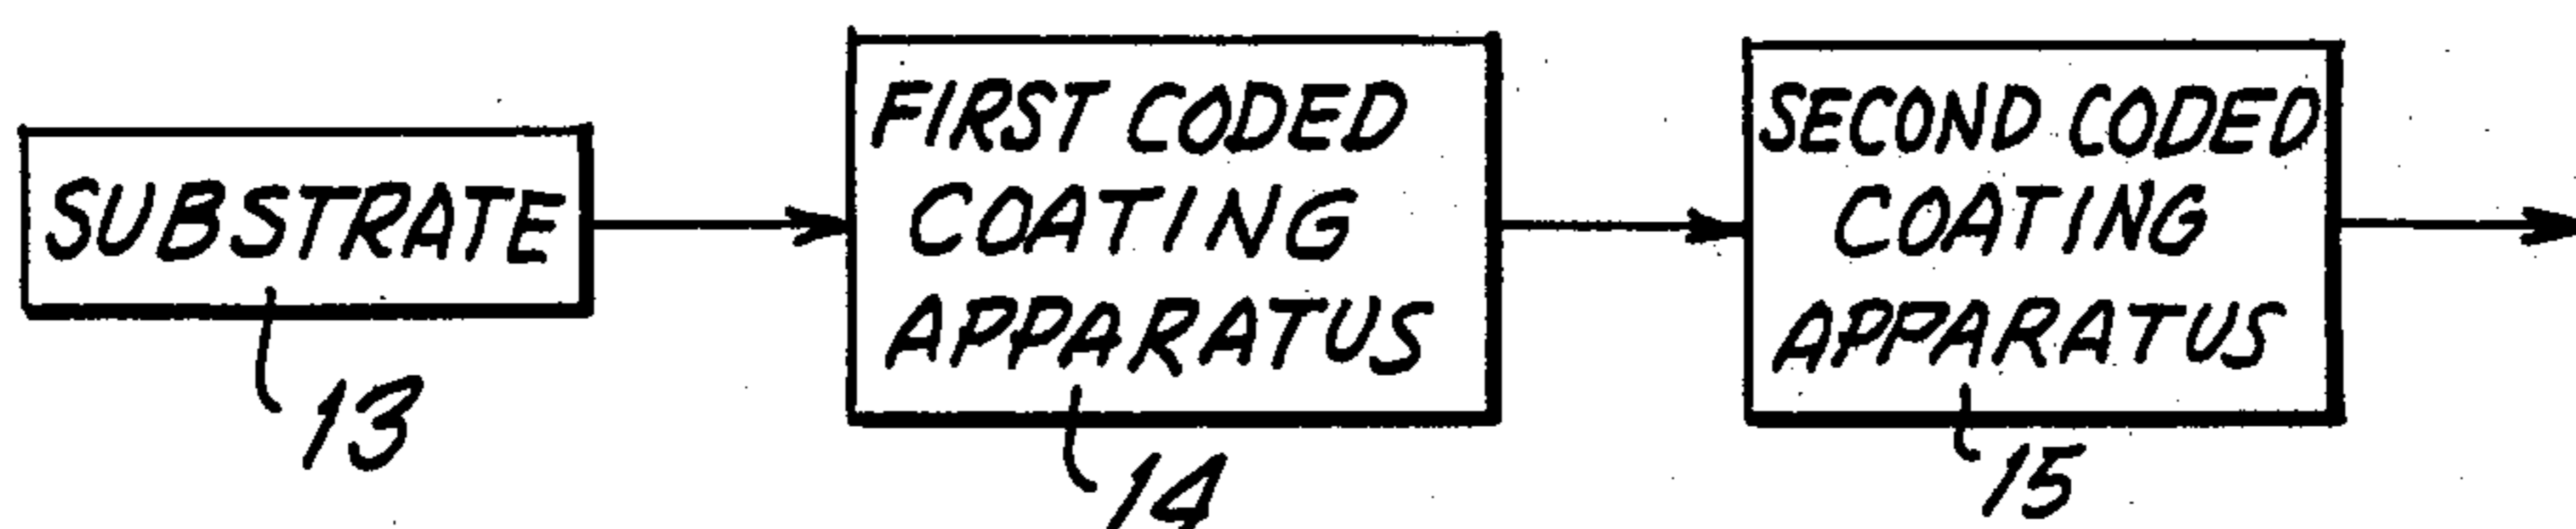 SUBSTRATE
13
FIRST CODED
COATING
APPARATUS
14
SECOND CODED
COATING
APPARATUS
15